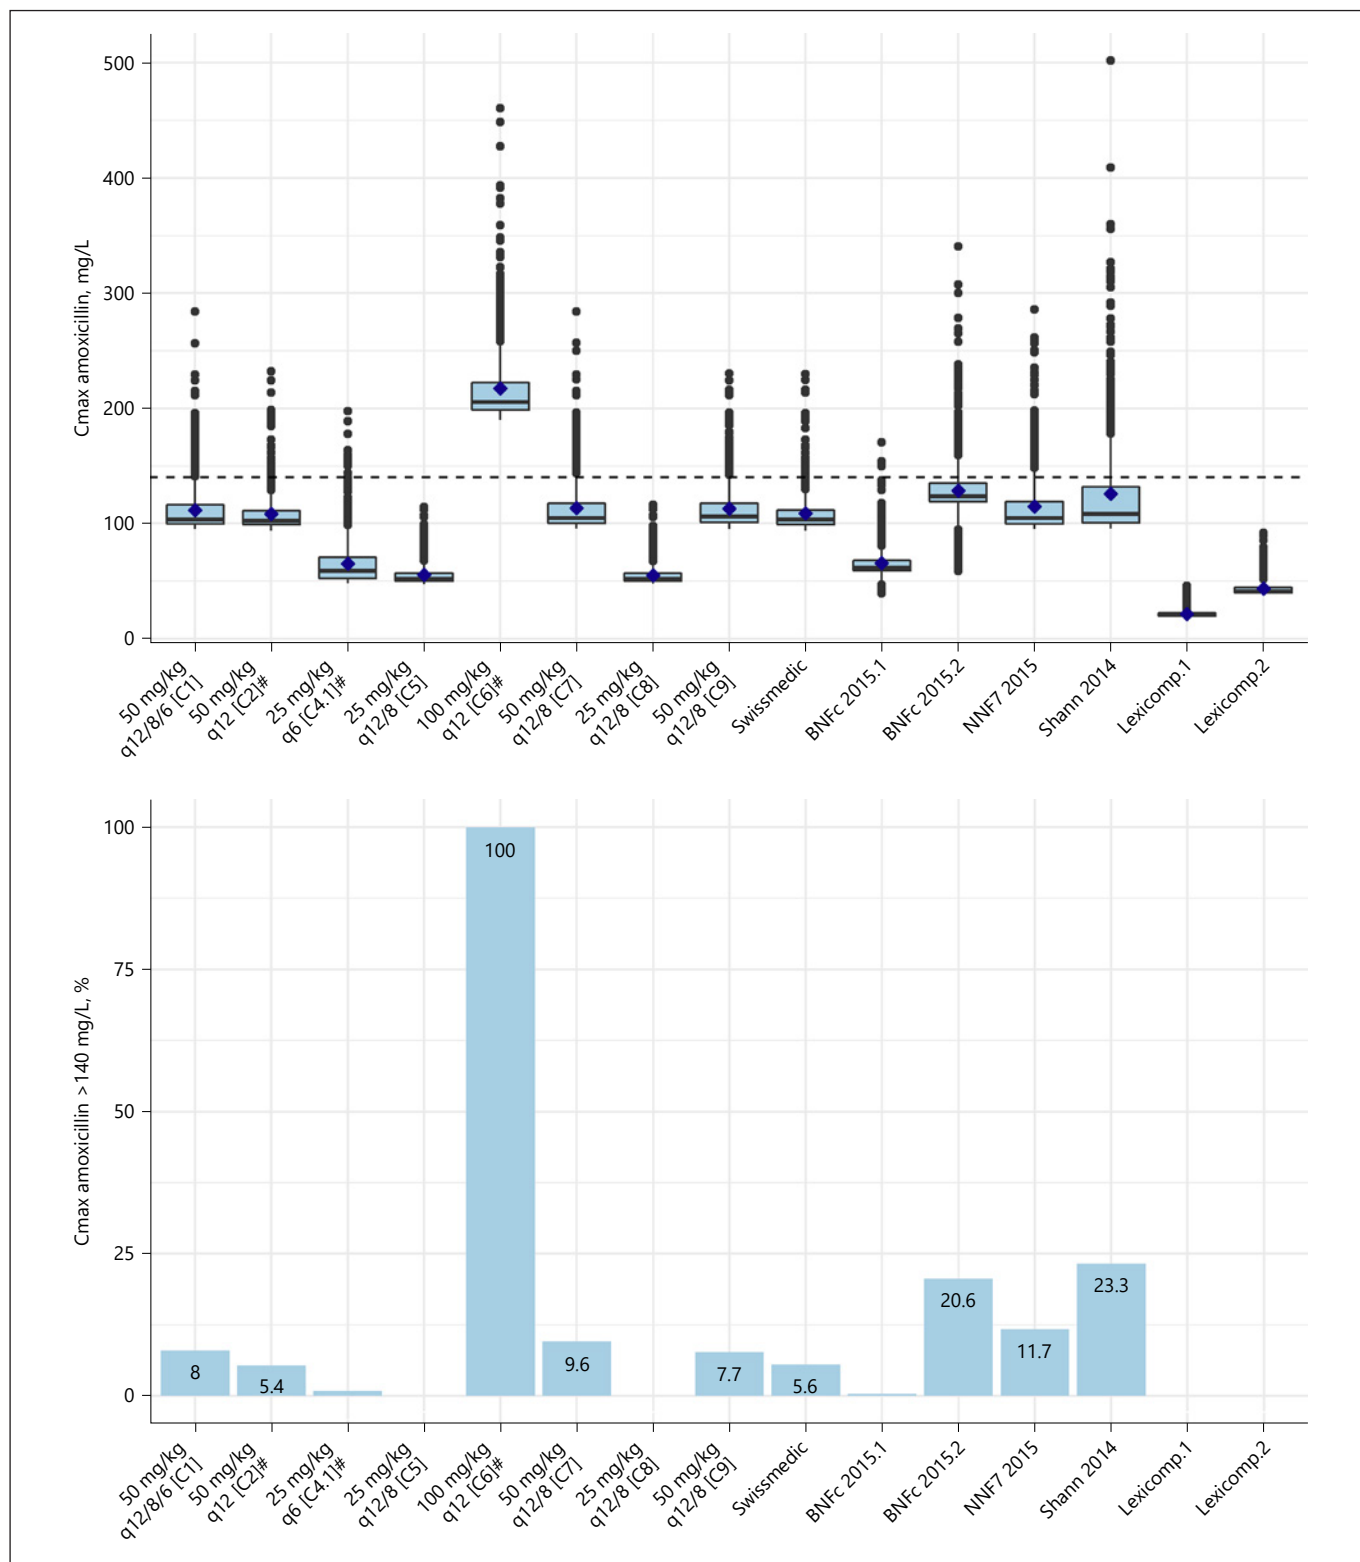 500
400
300
200
100
0
Cmax amoxicillin, mg/L
50 mg/kg
q12/8/6 [C1]
50 mg/kg
q12 [C2]#
25 mg/kg
q6 [C4.1]#
25 mg/kg
q12/8 [C5]
100 mg/kg
q12 [C6]#
50 mg/kg
q12/8 [C7]
25 mg/kg
q12/8 [C8]
50 mg/kg
q12/8 [C9]
Swissmedic
BNFc 2015.1
BNFc 2015.2
NNF7 2015
Shann 2014
Lexicomp.1
Lexicomp.2
100
75
50
25
0
Cmax amoxicillin >140 mg/L, %
8
5.4
100
9.6
7.7
5.6
20.6
11.7
23.3
50 mg/kg
q12/8/6 [C1]
50 mg/kg
q12 [C2]#
25 mg/kg
q6 [C4.1]#
25 mg/kg
q12/8 [C5]
100 mg/kg
q12 [C6]#
50 mg/kg
q12/8 [C7]
25 mg/kg
q12/8 [C8]
50 mg/kg
q12/8 [C9]
Swissmedic
BNFc 2015.1
BNFc 2015.2
NNF7 2015
Shann 2014
Lexicomp.1
Lexicomp.2